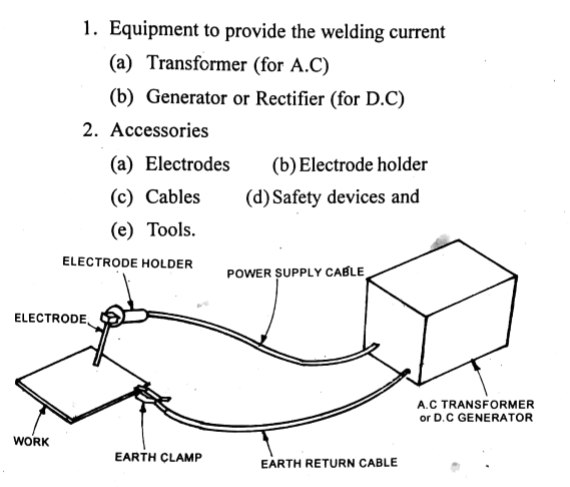 1. Equipment to provide the welding current
(a) Transformer (for A.C)
(b) Generator or Rectifier (for D.C)
2. Accessories
(a) Electrodes (b) Electrode holder
(c) Cables (d) Safety devices and
(e) Tools.
ELECTRODE HOLDER
POWER SUPPLY CABLE
ELECTRODE
A.C TRANSFORMER
or D.C GENERATOR
WORK
EARTH CLAMP
EARTH RETURN CABLE